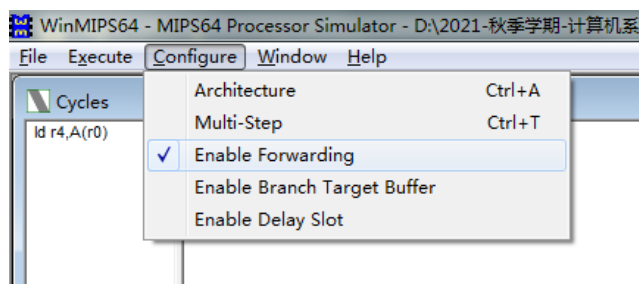 WinMIPS64 - MIPS64 Processor Simulator - D:\2021-秋季学期-计算机系
File Execute Configure Window Help
Cycles
ld r4,A(r0)
Architecture Ctrl+A
Multi-Step Ctrl+T
Enable Forwarding
Enable Branch Target Buffer
Enable Delay Slot